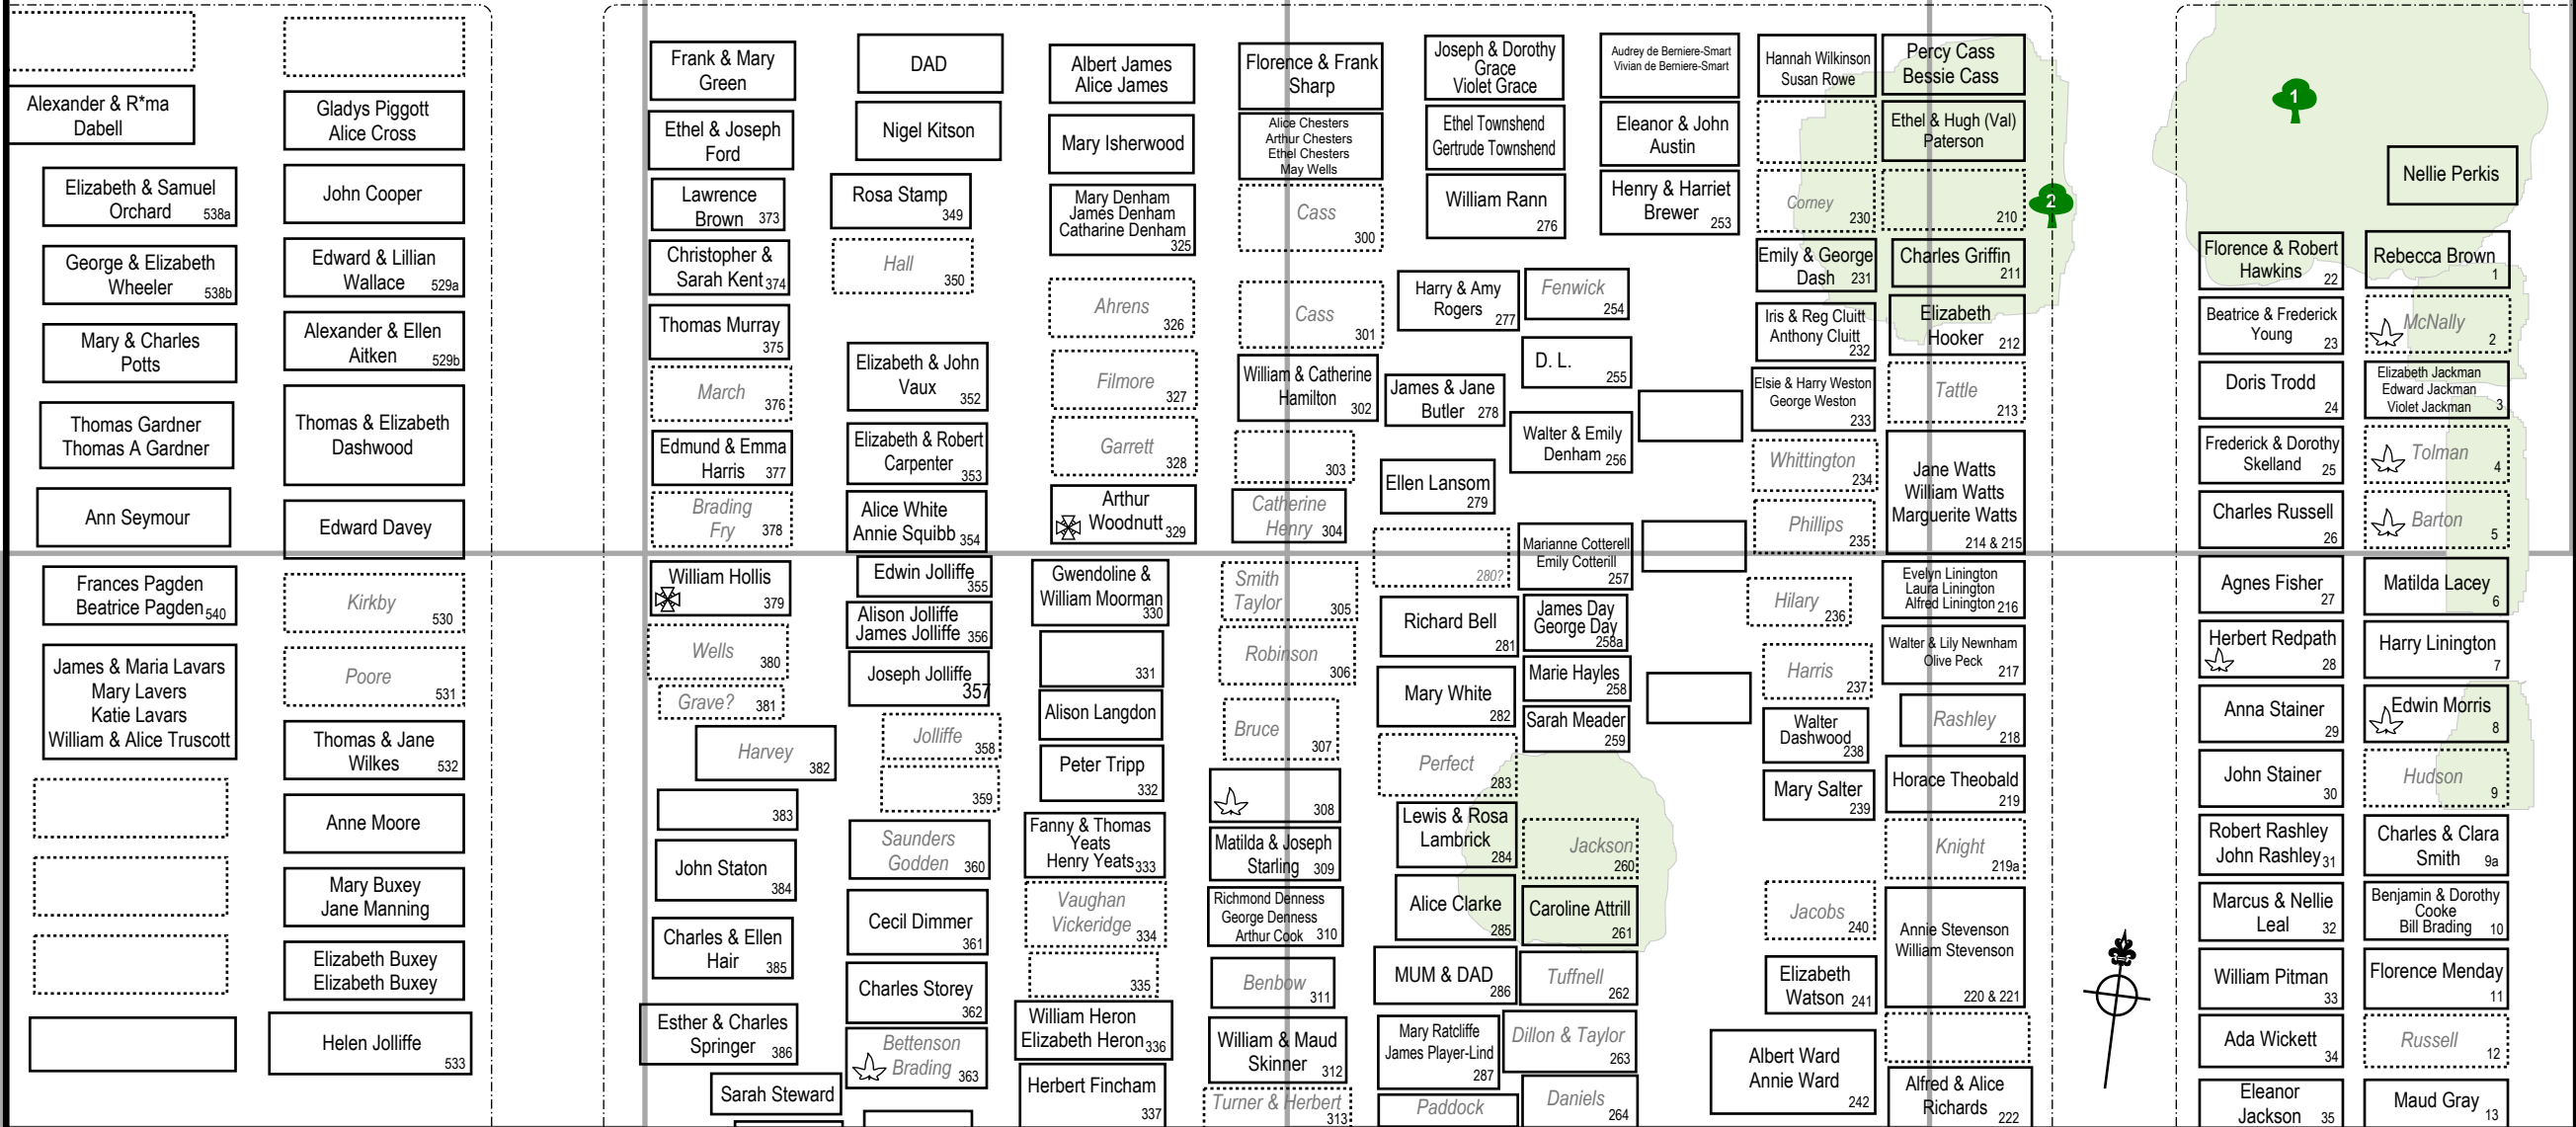 Alexander & R*ma
Dabell
Elizabeth & Samuel
Orchard 538a
George & Elizabeth
Wheeler 538b
Mary & Charles
Potts
Thomas Gardner
Thomas A Gardner
Ann Seymour
Frances Pagden
Beatrice Pagden 540
James & Maria Lavars
Mary Lavers
Katie Lavars
William & Alice Truscott
Gladys Piggott
Alice Cross
John Cooper
Edward & Lillian
Wallace 529a
Alexander & Ellen
Aitken 529b
Thomas & Elizabeth
Dashwood
Edward Davey
Kirkby
530
Poore
531
Thomas & Jane
Wilkes 532
Anne Moore
Mary Buxey
Jane Manning
Elizabeth Buxey
Elizabeth Buxey
Helen Jolliffe
533
Frank & Mary
Green
Ethel & Joseph
Ford
Lawrence
Brown 373
Christopher &
Sarah Kent 374
Thomas Murray
375
March
376
Edmund & Emma
Harris 377
Brading
Fry 378
William Hollis
379
Wells
380
Grave? 381
Harvey
382
383
John Staton
384
Charles & Ellen
Hair 385
Esther & Charles
Springer 386
Sarah Steward
DAD
Nigel Kitson
Rosa Stamp
349
Hall
350
Elizabeth & John
Vaux 352
Elizabeth & Robert
Carpenter 353
Alice White
Annie Squibb 354
Edwin Jolliffe 355
Alison Jolliffe
James Jolliffe 356
Joseph Jolliffe
357
Jolliffe
358
359
Saunders
Godden 360
Cecil Dimmer
361
Charles Storey
362
Bettenson
Brading 363
Albert James
Alice James
Mary Isherwood
Mary Denham
James Denham
Catharine Denham
325
Ahrens
326
Filmore
327
Garrett
328
Arthur
Woodnutt 329
Gwendoline &
William Moorman
330
331
Alison Langdon
Peter Tripp
332
Fanny & Thomas
Yeats
Henry Yeats 333
Vaughan
Vickeridge 334
335
William Heron
Elizabeth Heron 336
Herbert Fincham
337
Florence & Frank
Sharp
Alice Chesters
Arthur Chesters
Ethel Chesters
May Wells
Cass
300
Cass
301
William & Catherine
Hamilton 302
303
Catherine
Henry 304
Smith
Taylor 305
Robinson
306
Bruce
307
308
Matilda & Joseph
Starling 309
Richmond Denness
George Denness
Arthur Cook 310
Benbow
311
William & Maud
Skinner 312
Turner & Herbert
313
Joseph & Dorothy
Grace
Violet Grace
Ethel Townshend
Gertrude Townshend
William Rann
276
Harry & Amy
Rogers 277
James & Jane
Butler 278
Ellen Lansom
279
280?
Richard Bell
281
Mary White
282
Perfect
283
Lewis & Rosa
Lambrick
284
Alice Clarke
285
MUM & DAD
286
Mary Ratcliffe
James Player-Lind
287
Paddock
Audrey de Berniere-Smart
Vivian de Berniere-Smart
Eleanor & John
Austin
Henry & Harriet
Brewer 253
Fenwick
254
D. L.
255
Walter & Emily
Denham 256
Marianne Cotterell
Emily Cotterill
257
James Day
George Day
258a
Marie Hayles
258
Sarah Meader
259
Jackson
260
Caroline Attrill
261
Tuffnell
262
Dillon & Taylor
263
Daniels
264
Hannah Wilkinson
Susan Rowe
Corney
230
Emily & George
Dash 231
Iris & Reg Cluitt
Anthony Cluitt
232
Elsie & Harry Weston
George Weston
233
Whittington
234
Phillips
235
Hilary
236
Harris
237
Walter
Dashwood
238
Mary Salter
239
Jacobs
240
Elizabeth
Watson 241
Albert Ward
Annie Ward
242
Percy Cass
Bessie Cass
Ethel & Hugh (Val)
Paterson
210
Charles Griffin
211
Elizabeth
Hooker 212
Tattle
213
Jane Watts
William Watts
Marguerite Watts
214 & 215
Evelyn Linington
Laura Linington
Alfred Linington 216
Walter & Lily Newnham
Olive Peck
217
Rashley
218
Horace Theobald
219
Knight
219a
Annie Stevenson
William Stevenson
220 & 221
Alfred & Alice
Richards 222
2
1
Nellie Perkis
Florence & Robert
Hawkins
22
Beatrice & Frederick
Young 23
Doris Trodd
24
Frederick & Dorothy
Skelland 25
Charles Russell
26
Agnes Fisher
27
Herbert Redpath
28
Anna Stainer
29
John Stainer
30
Robert Rashley
John Rashley 31
Marcus & Nellie
Leal 32
William Pitman
33
Ada Wickett
34
Eleanor
Jackson 35
Rebecca Brown
1
McNally
2
Elizabeth Jackman
Edward Jackman
Violet Jackman 3
Tolman
4
Barton
5
Matilda Lacey
6
Harry Linington
7
Edwin Morris
8
Hudson
9
Charles & Clara
Smith 9a
Benjamin & Dorothy
Cooke
Bill Brading 10
Florence Menday
11
Russell
12
Maud Gray
13